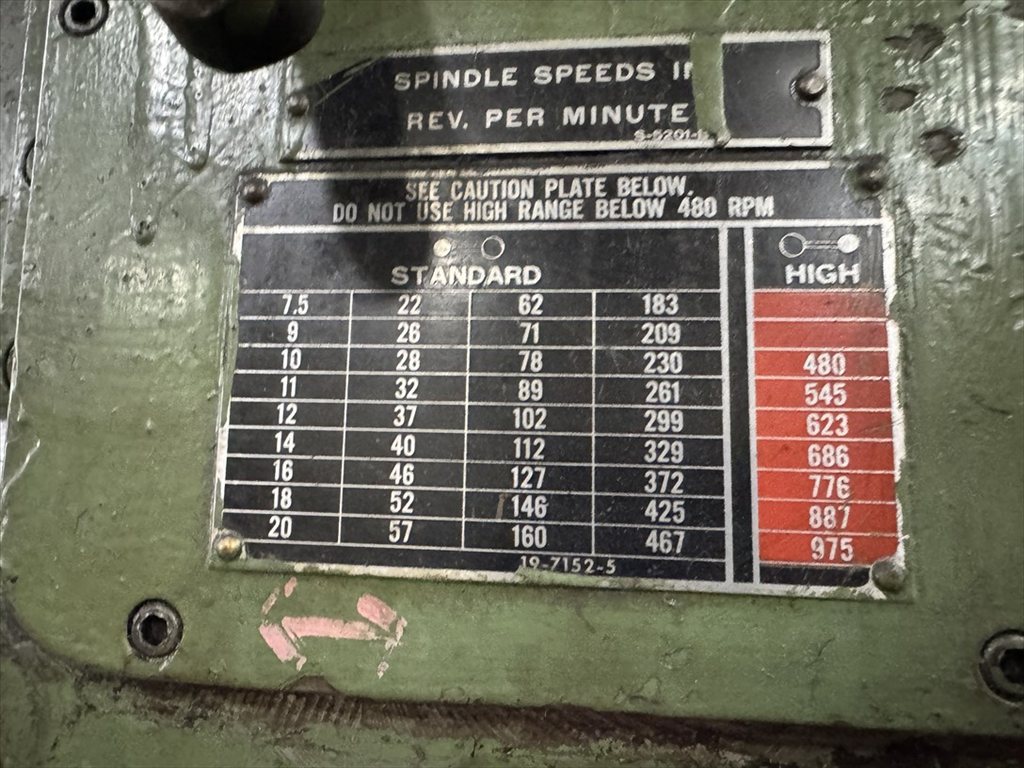 SPINDLE SPEEDS
REV. PER MINUTE
SEE CAUTION PLATE BELOW.
DO NOT USE HIGH RANGE BELOW 480 RPM
STANDARD HIGH
7.5 22 62 183
9 26 71 209
10 28 78 230 480
11 32 89 261 545
12 37 102 299 623
14 40 112 329 686
16 46 127 372 776
18 52 146 425 887
20 57 160 467 975
19-7152-5